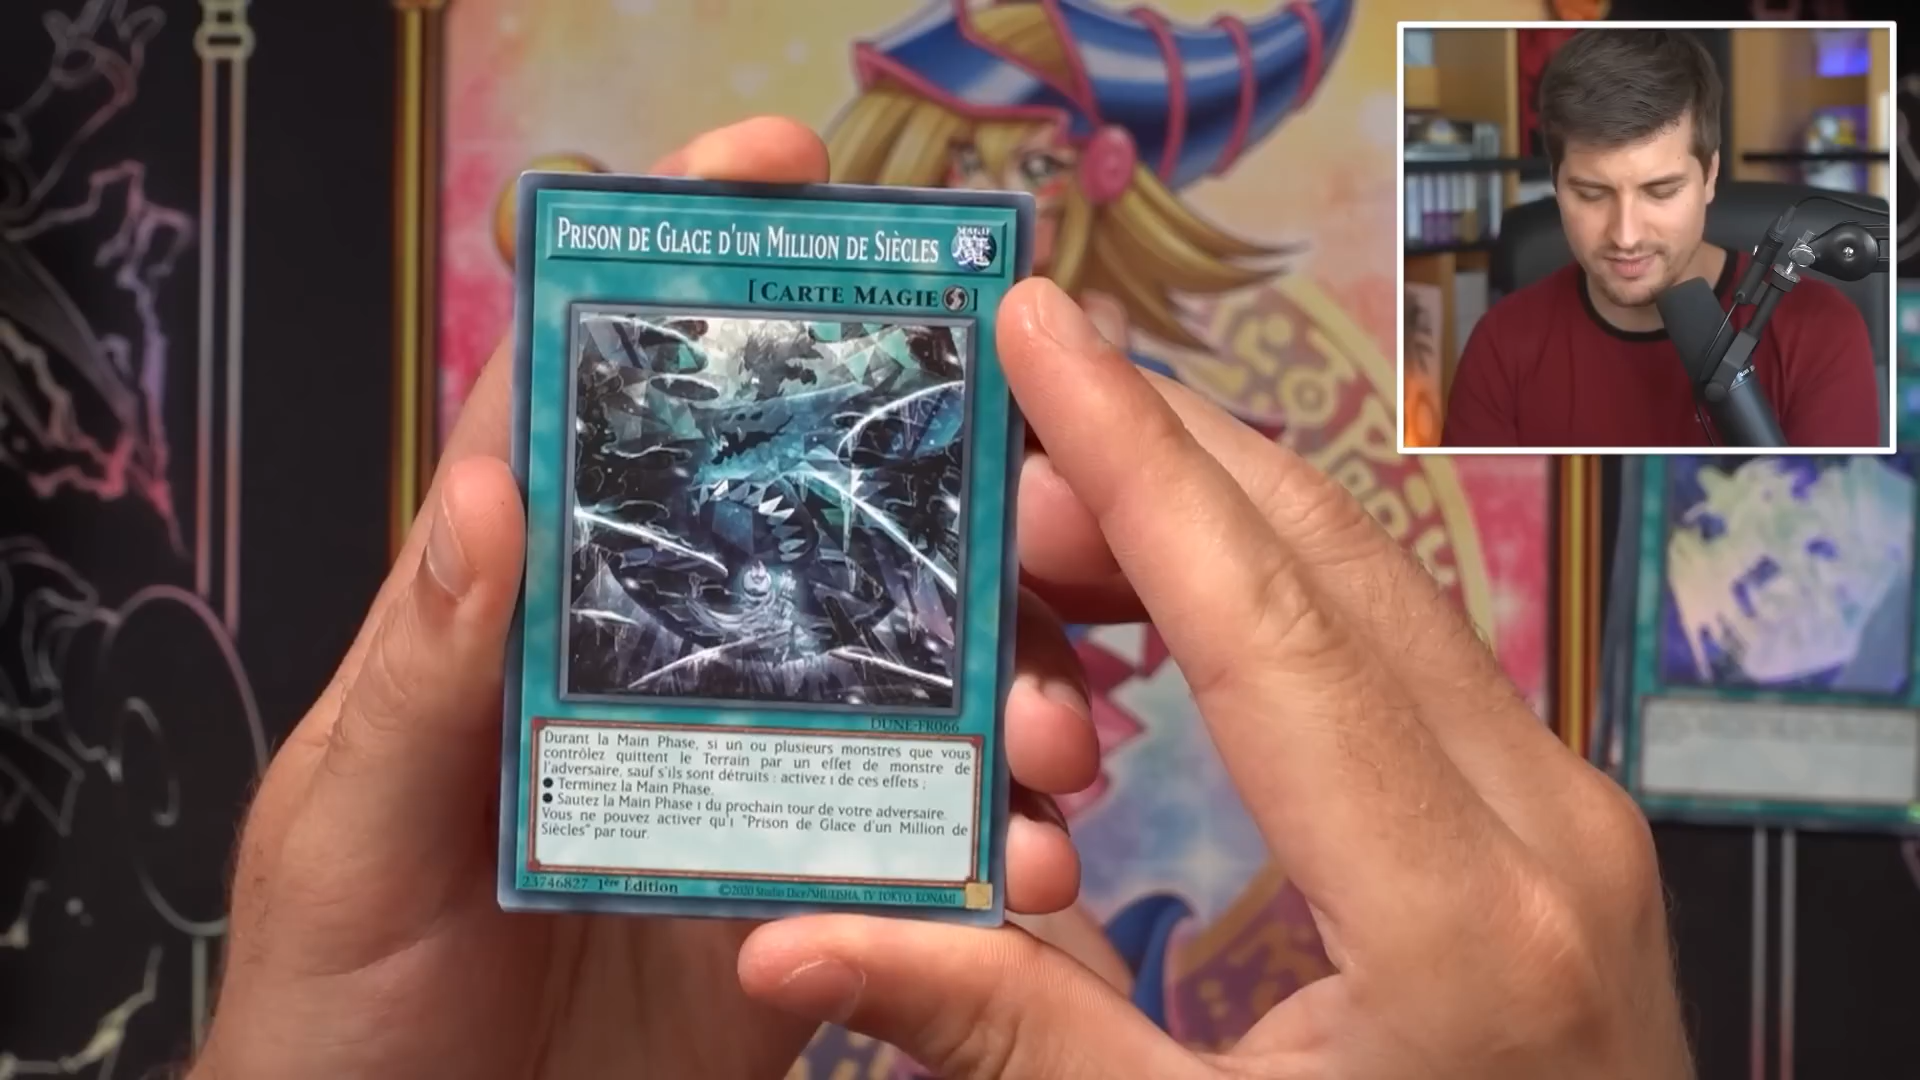 PRISON DE GLACE D'UN MILLION DE SIÈCLES
MAGIE
魔
[CARTE MAGIE]
DUNE-FR066
Durant la Main Phase, si un ou plusieurs monstres que vous
contrôlez quittent le Terrain par un effet de monstre de
l'adversaire, sauf s'ils sont détruits : activez 1 de ces effets ;
● Terminez la Main Phase.
● Sautez la Main Phase 1 du prochain tour de votre adversaire.
Vous ne pouvez activer qu'1 "Prison de Glace d'un Million de
Siècles" par tour.
23746827 1ère Édition
©2020 Studio Dice/SHUEISHA, TV TOKYO, KONAMI